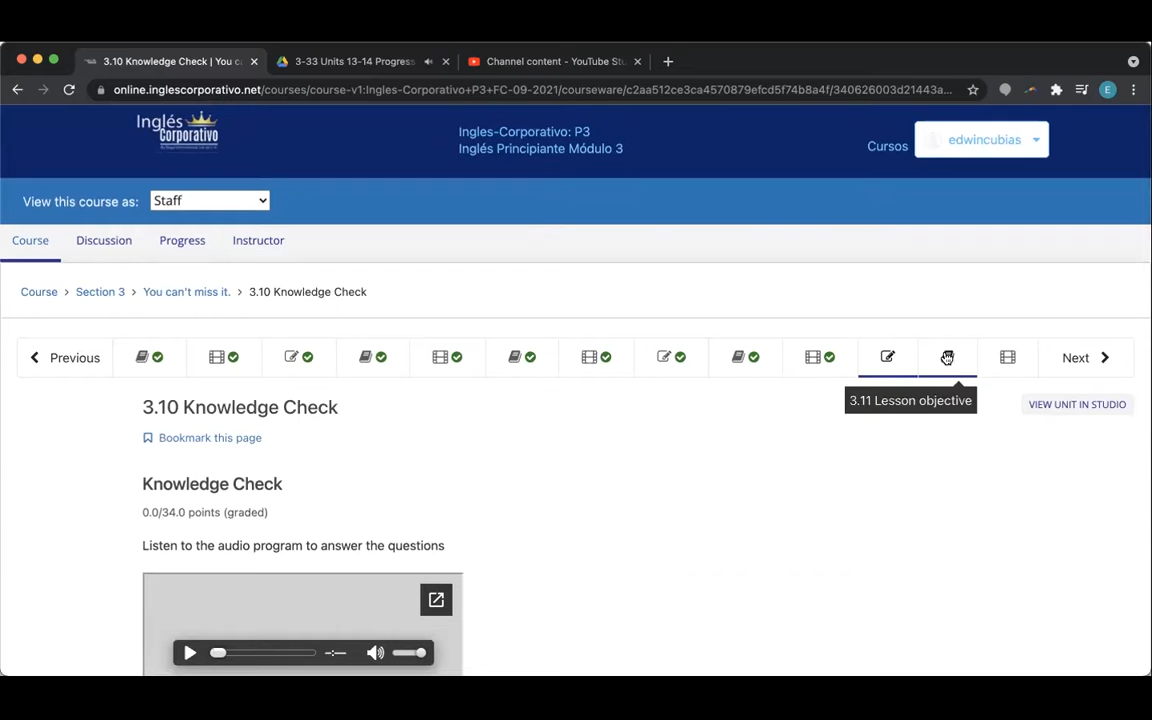 3.10 Knowledge Check | You ca
3-33 Units 13-14 Progress
Channel content - YouTube Stu
online.inglescorporativo.net/courses/course-v1:Ingles-Corporativo+P3+FC-09-2021/courseware/c2aa512ce3ca4570879efcd5f74b8a4f/340626003d21443a...
E
Inglés
Corporativo
Ingles-Corporativo: P3
Inglés Principiante Módulo 3
Cursos
edwincubias
View this course as:
Staff
Course
Discussion
Progress
Instructor
Course > Section 3 > You can't miss it. > 3.10 Knowledge Check
Previous
Next
3.11 Lesson objective
3.10 Knowledge Check
VIEW UNIT IN STUDIO
Bookmark this page
Knowledge Check
0.0/34.0 points (graded)
Listen to the audio program to answer the questions
-:--